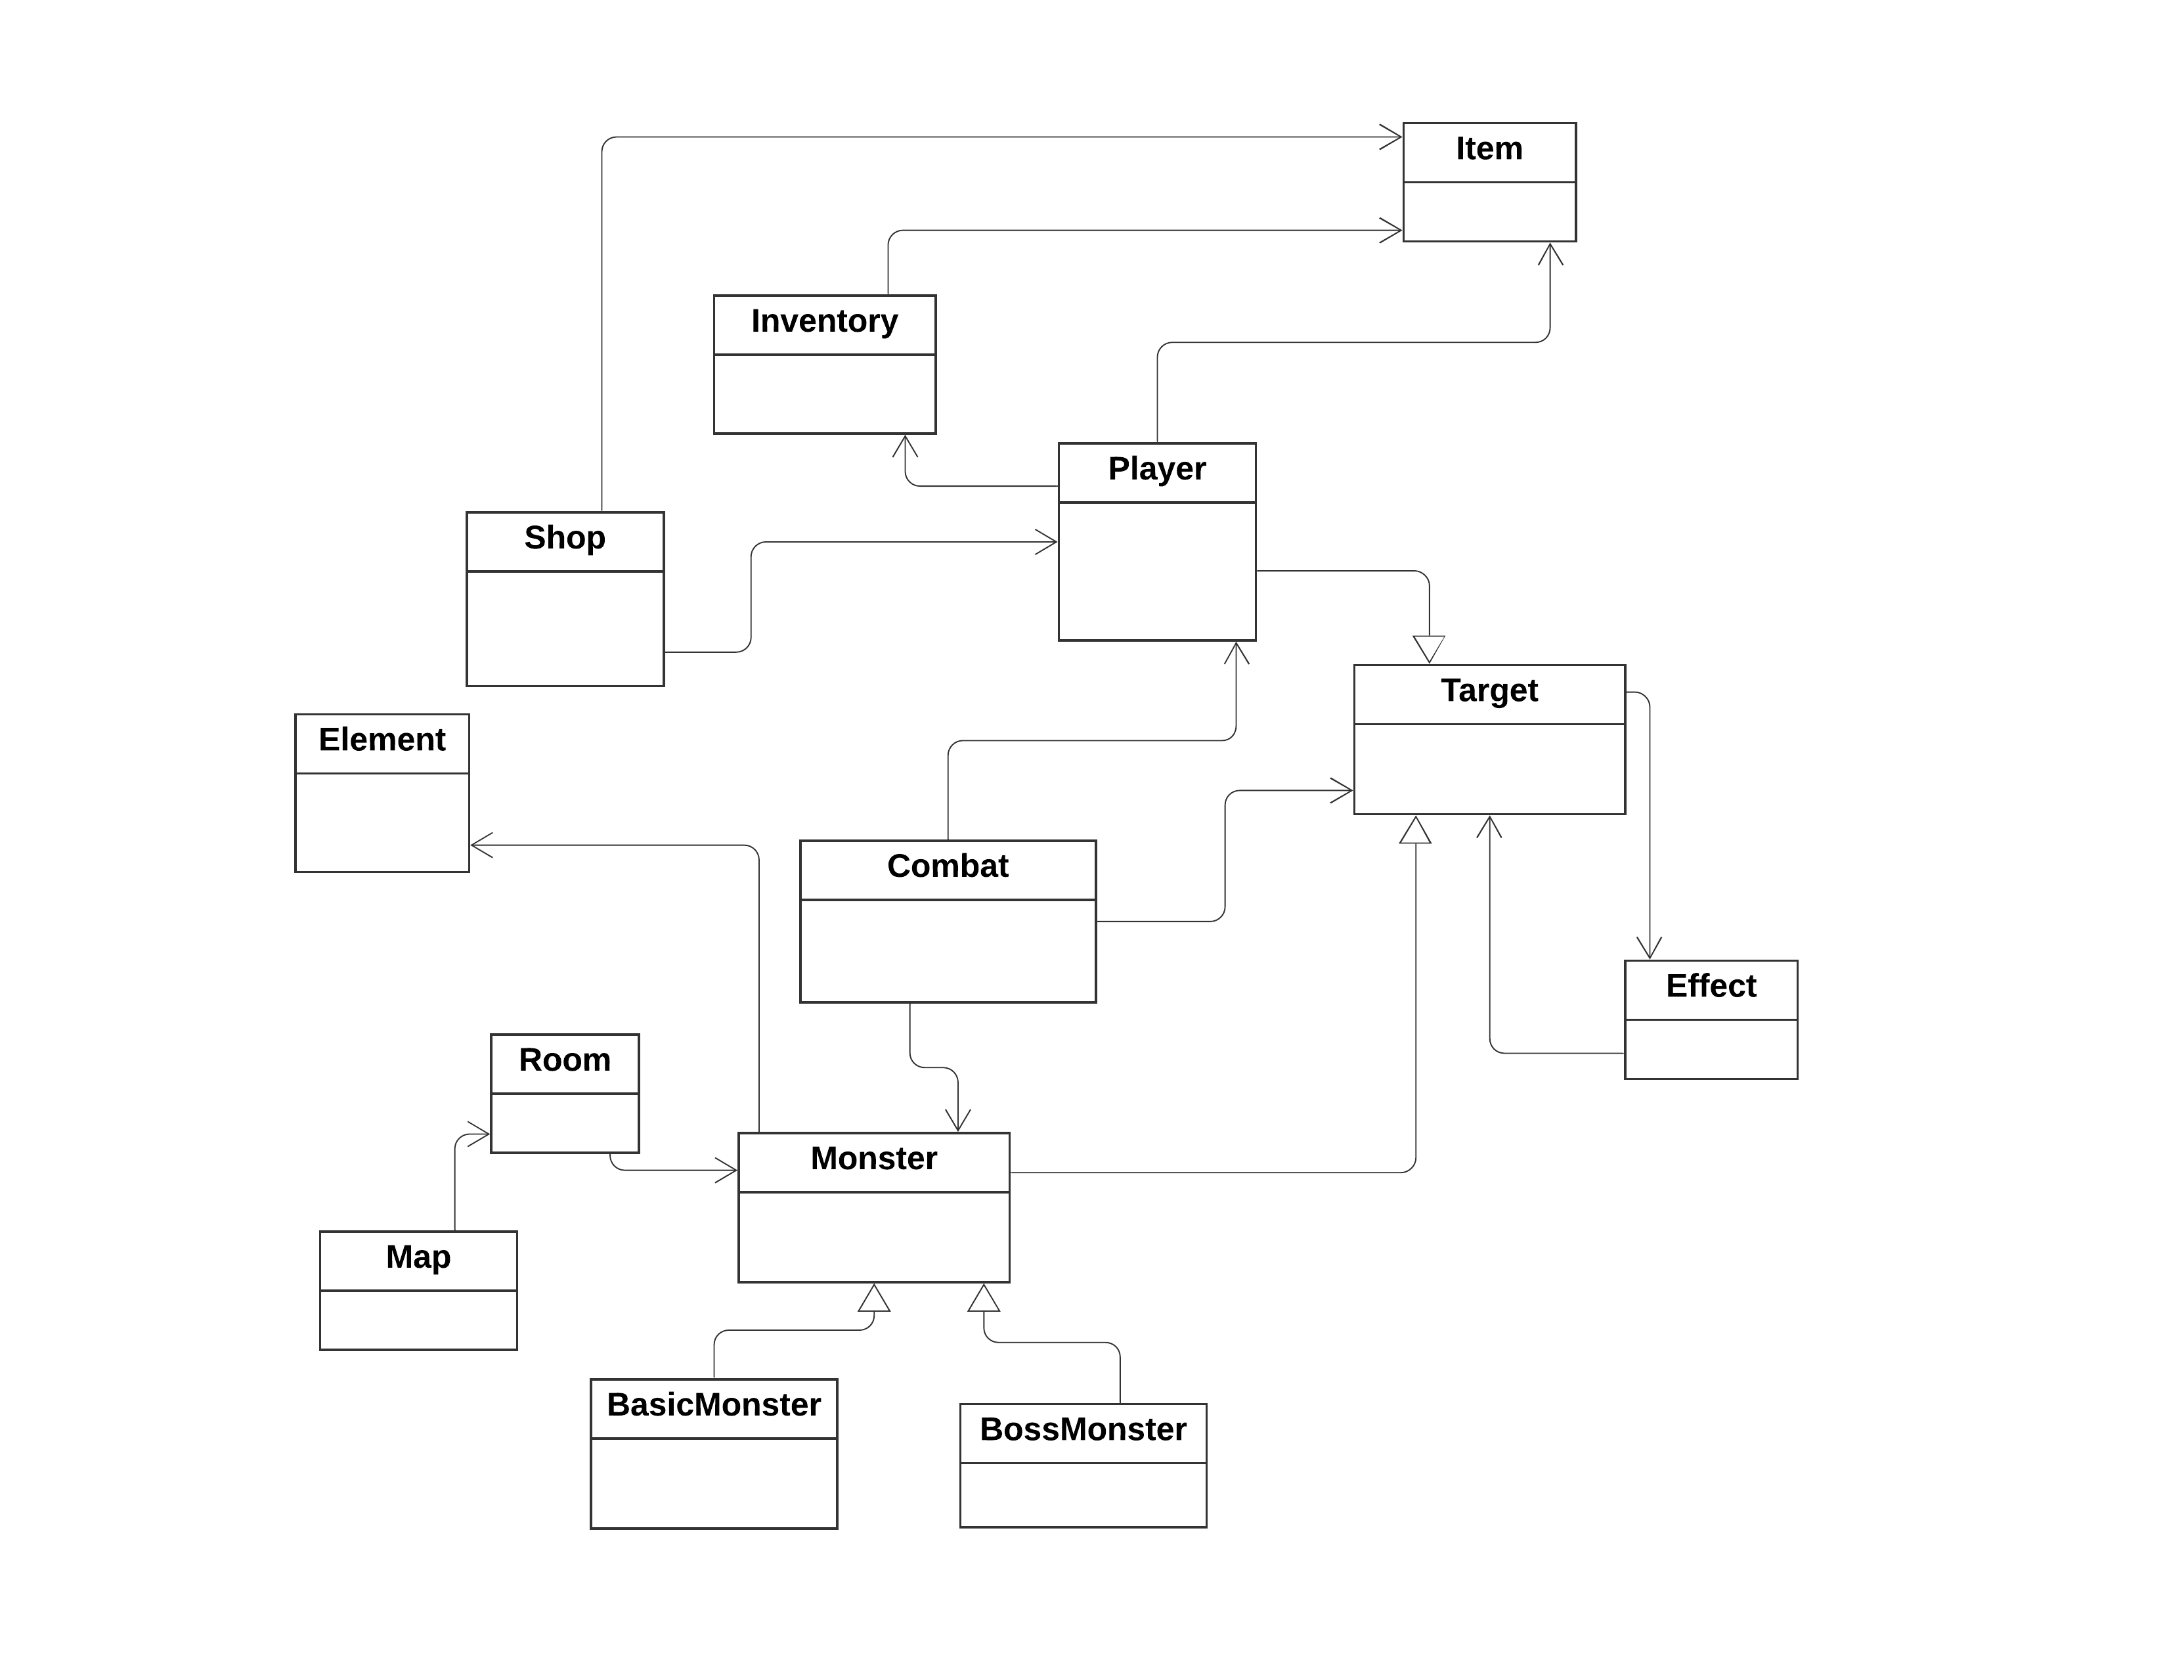 Item
Inventory
Player
Shop
Target
Element
Combat
Effect
Room
Monster
Map
BasicMonster
BossMonster